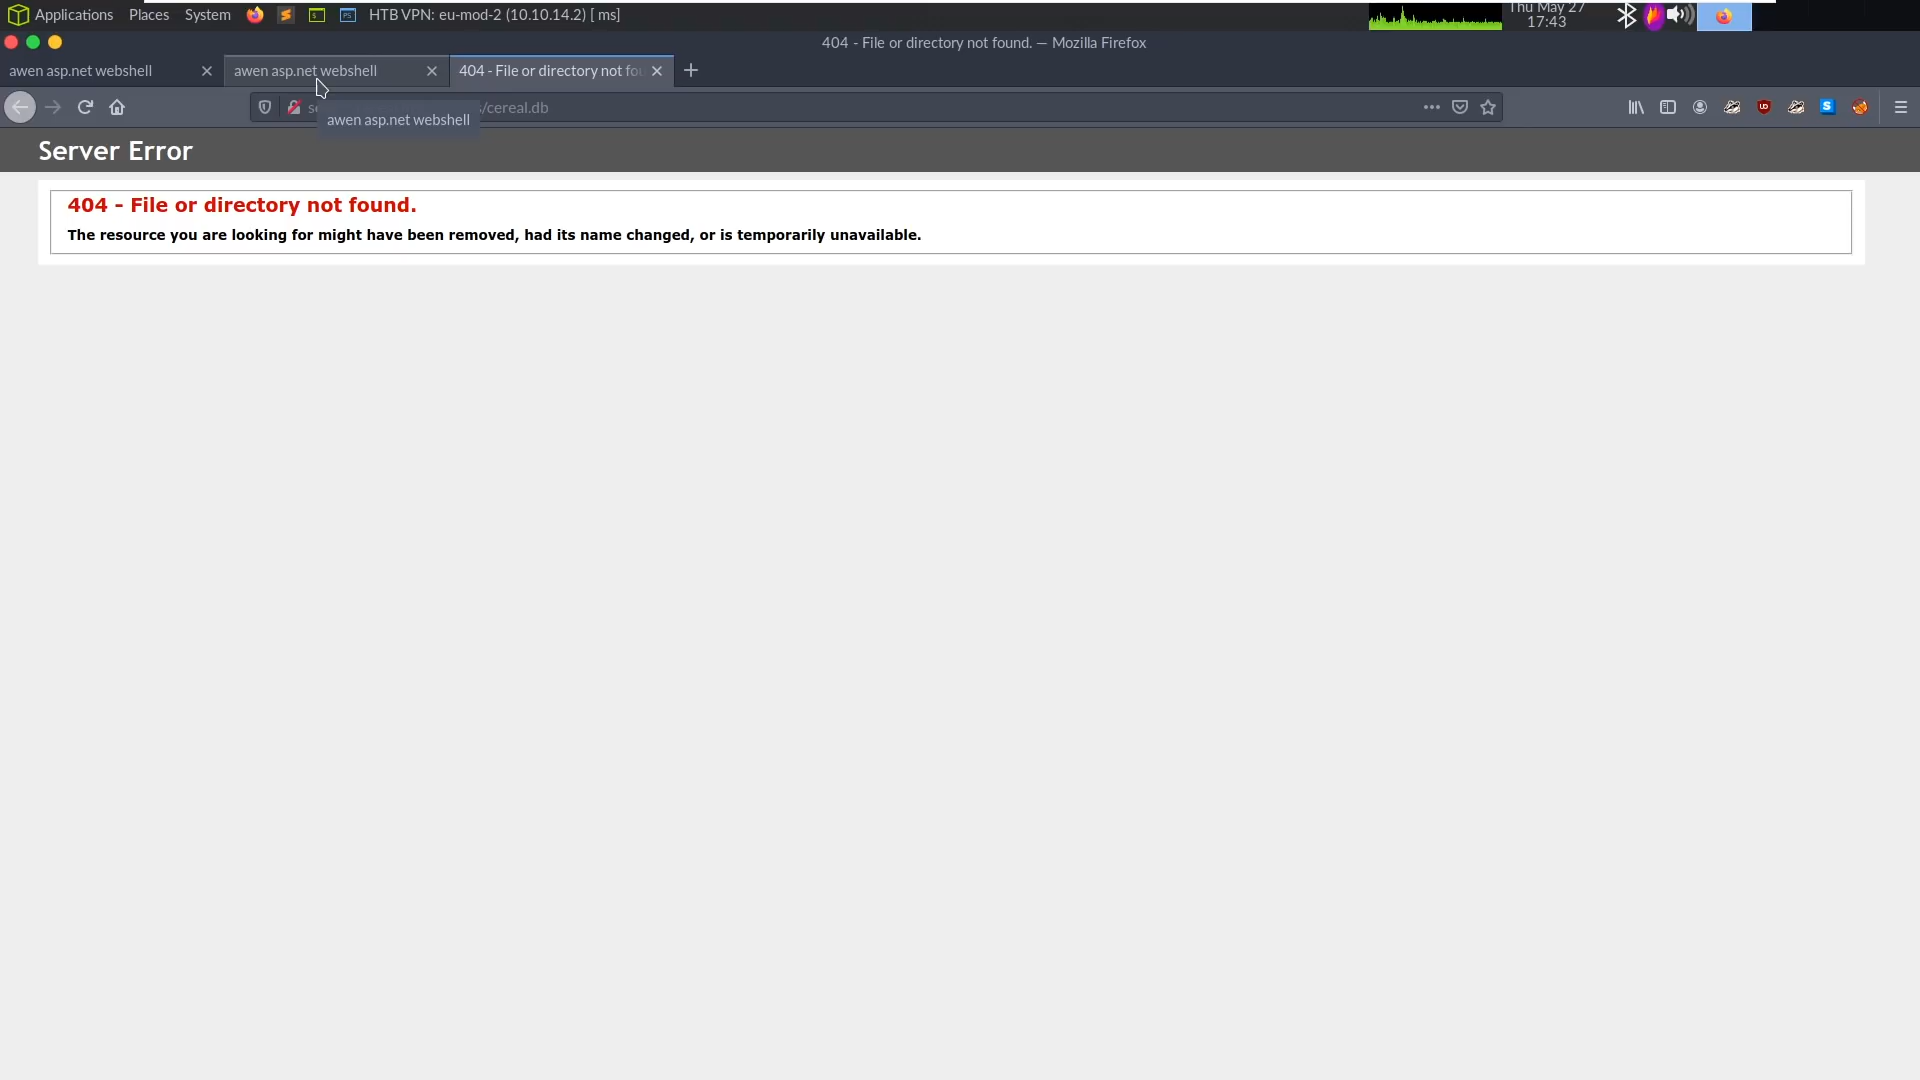 Applications Places System HTB VPN: eu-mod-2 (10.10.14.2) [ ms] Thu May 27
17:43
404 - File or directory not found. — Mozilla Firefox
awen asp.net webshell awen asp.net webshell 404 - File or directory not fou
s/cereal.db
awen asp.net webshell
Server Error
404 - File or directory not found.
The resource you are looking for might have been removed, had its name changed, or is temporarily unavailable.